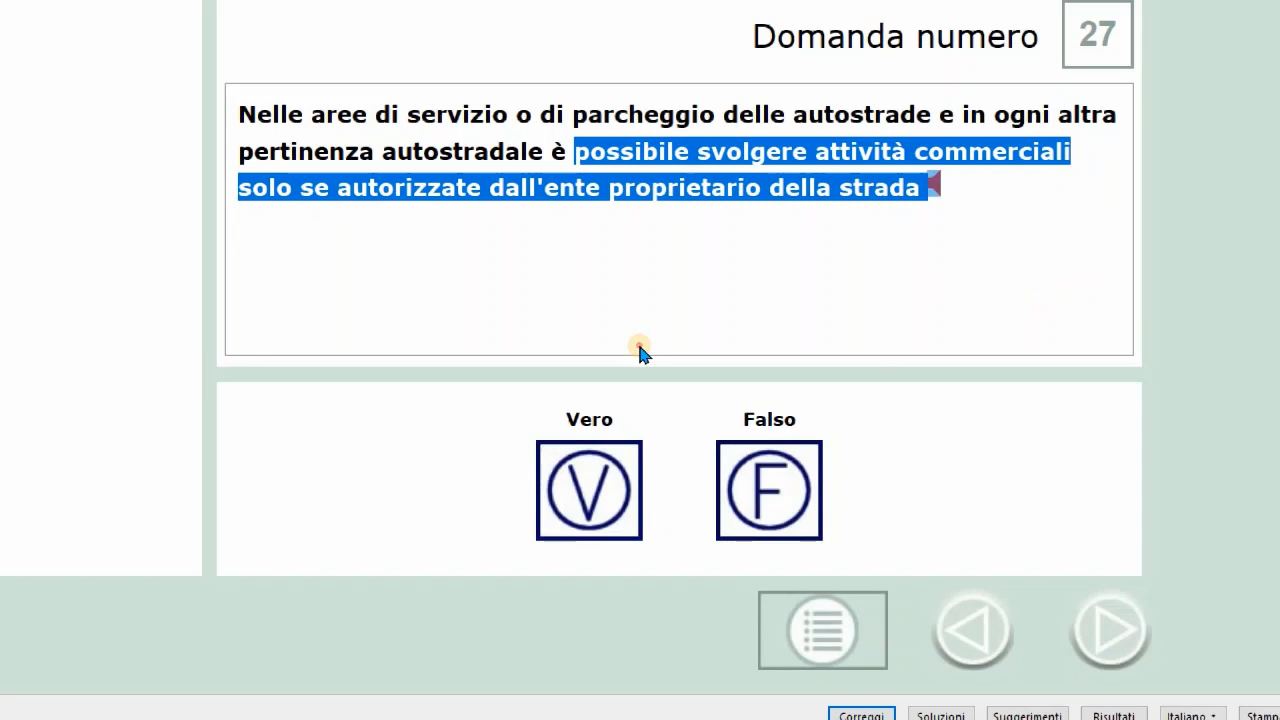 Domanda numero 27
Nelle aree di servizio o di parcheggio delle autostrade e in ogni altra
pertinenza autostradale è possibile svolgere attività commerciali
solo se autorizzate dall'ente proprietario della strada
Vero Falso
V F
Correggi Soluzioni Suggerimenti Risultati Italiano Stamp